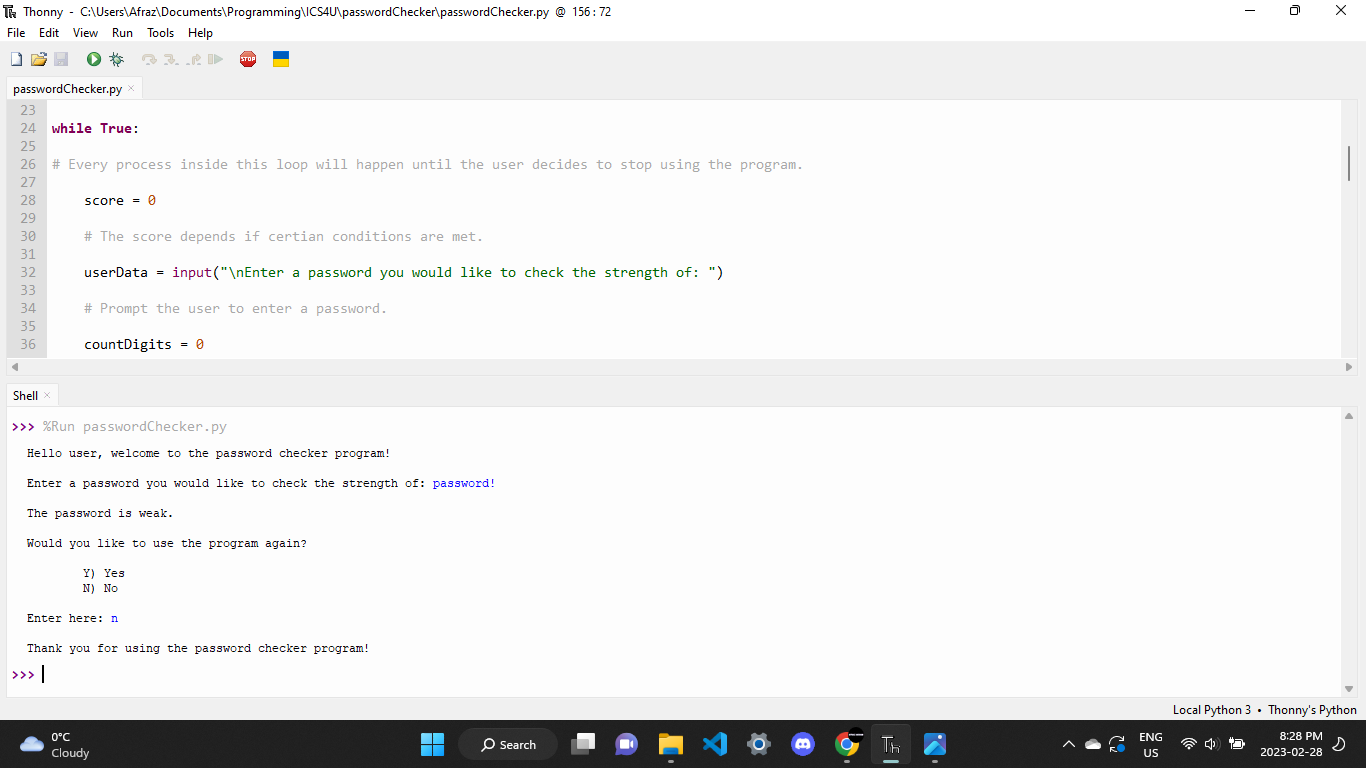 Thonny - C:\Users\Afraz\Documents\Programming\ICS4U\passwordChecker\passwordChecker.py @ 156 : 72
File Edit View Run Tools Help
STOP
passwordChecker.py ×
23
24 while True:
25
26 # Every process inside this loop will happen until the user decides to stop using the program.
27
28 score = 0
29
30 # The score depends if certian conditions are met.
31
32 userData = input("\nEnter a password you would like to check the strength of: ")
33
34 # Prompt the user to enter a password.
35
36 countDigits = 0
Shell ×
>>> %Run passwordChecker.py
Hello user, welcome to the password checker program!
Enter a password you would like to check the strength of: password!
The password is weak.
Would you like to use the program again?
Y) Yes
N) No
Enter here: n
Thank you for using the password checker program!
>>>
Local Python 3 • Thonny's Python
0°C
Cloudy
Search
Th
ENG
US
8:28 PM
2023-02-28